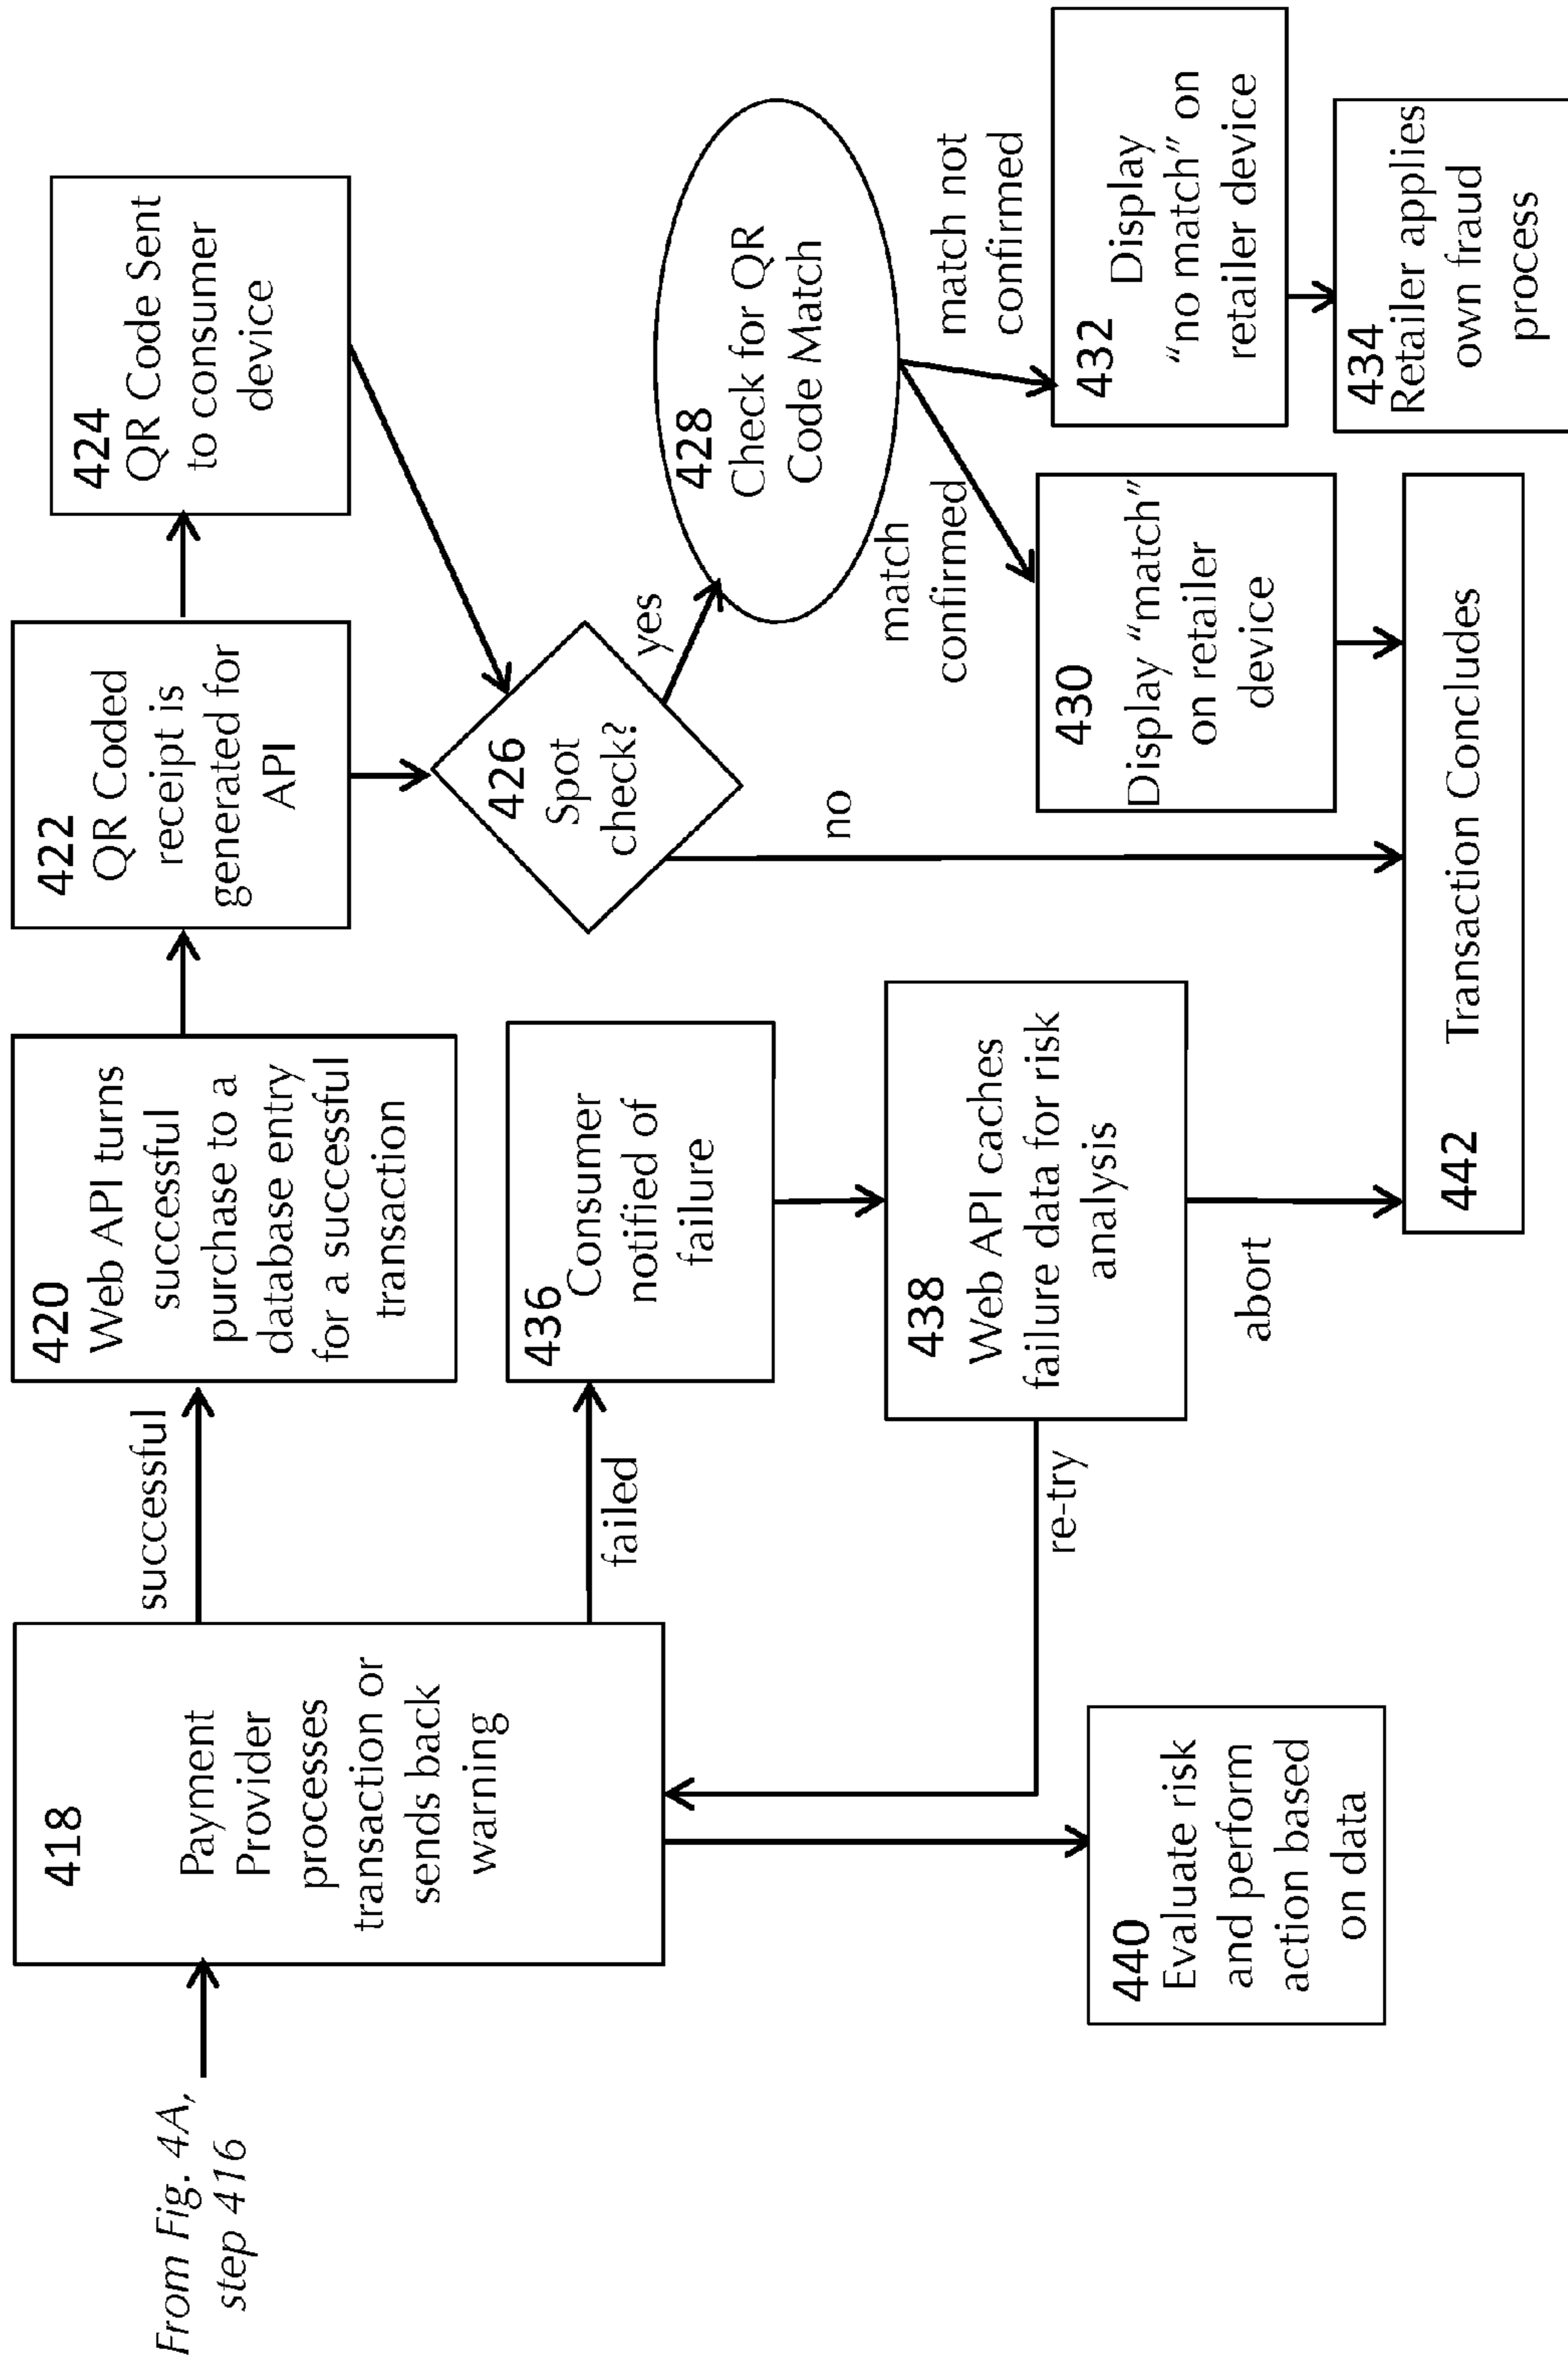 From Fig. 4A,
step 416
418
Payment
Provider
processes
transaction or
sends back
warning
successful
failed
420
Web API turns
successful
purchase to a
database entry
for a successful
transaction
422
QR Coded
receipt is
generated for
API
424
QR Code Sent
to consumer
device
426
Spot
check?
yes
no
428
Check for QR
Code Match
match
confirmed
match not
confirmed
430
Display “match”
on retailer
device
432
Display
“no match” on
retailer device
434
Retailer applies
own fraud
process
436
Consumer
notified of
failure
438
Web API caches
failure data for risk
analysis
re-try
abort
440
Evaluate risk
and perform
action based
on data
442
Transaction Concludes